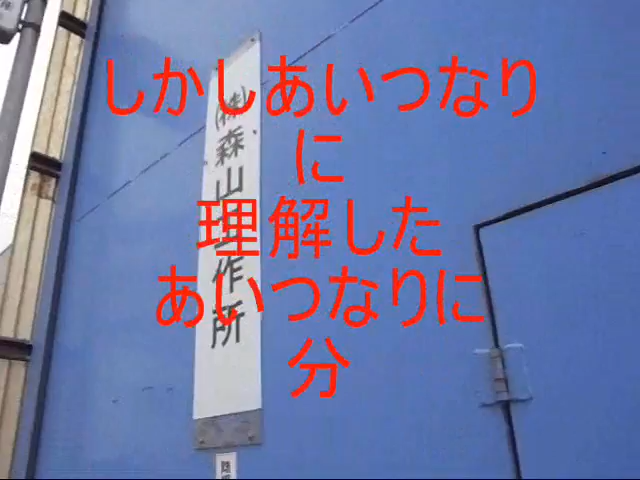 しかしあいつなり
に
理解した
あいつなりに
分
(株)森山工作所